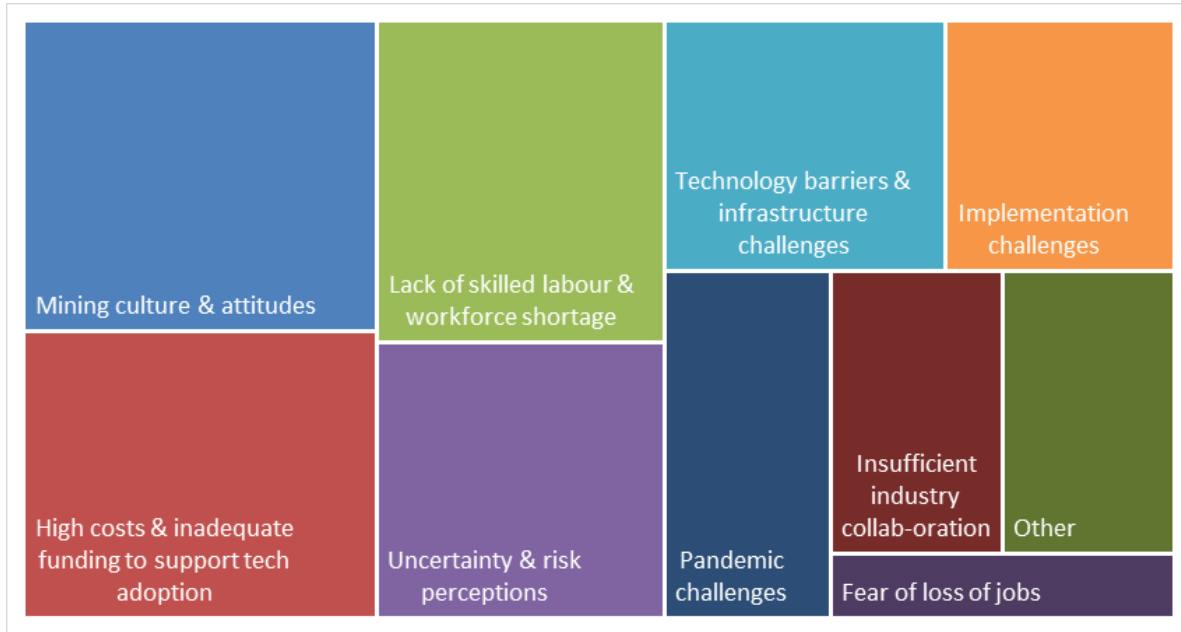 Mining culture & attitudes
High costs & inadequate
funding to support tech
adoption
Lack of skilled labour &
workforce shortage
Uncertainty & risk
perceptions
Technology barriers &
infrastructure
challenges
Implementation
challenges
Pandemic
challenges
Insufficient
industry
collab-oration
Other
Fear of loss of jobs